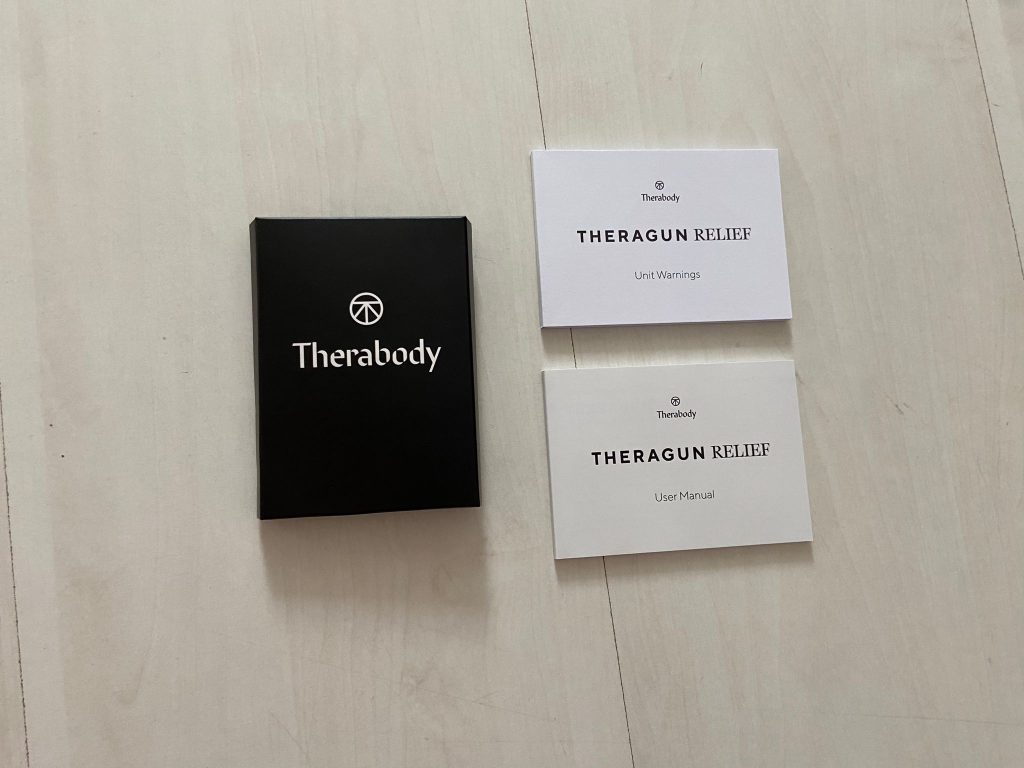 Therabody
Therabody
THERAGUN RELIEF
Unit Warnings
Therabody
THERAGUN RELIEF
User Manual